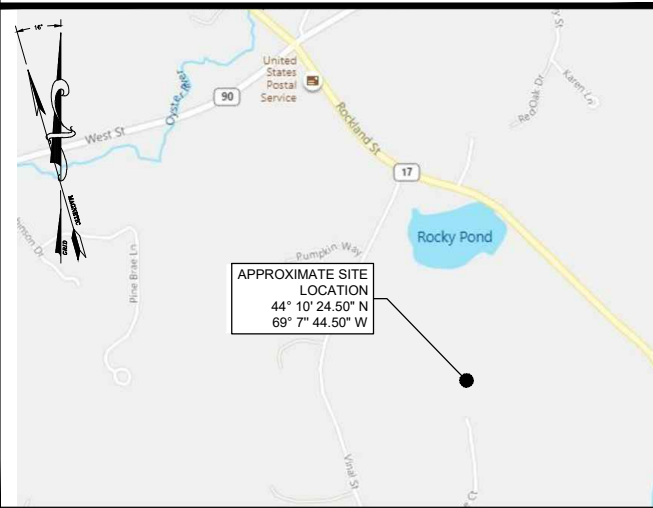 16°
MAGNETIC
GRID
United
States
Postal
Service
y St
Karen Ln
Red Oak Dr
Oyster River
90
West St
Rockland St
17
Rocky Pond
Pumpkin Way
Pine Brae Ln
APPROXIMATE SITE
LOCATION
44° 10' 24.50" N
69° 7" 44.50" W
Vinal St
e Ct